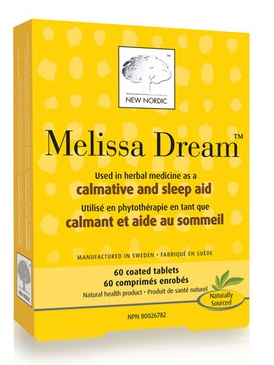 NEW NORDIC
Melissa Dream™
Used in herbal medicine as a
calmative and sleep aid
Utilisé en phytothérapie en tant que
calmant et aide au sommeil
MANUFACTURED IN SWEDEN • FABRIQUÉ EN SUÈDE
60 coated tablets
60 comprimés enrobés
Natural health product • Produit de santé naturel
NPN 80026782
Naturally
Sourced